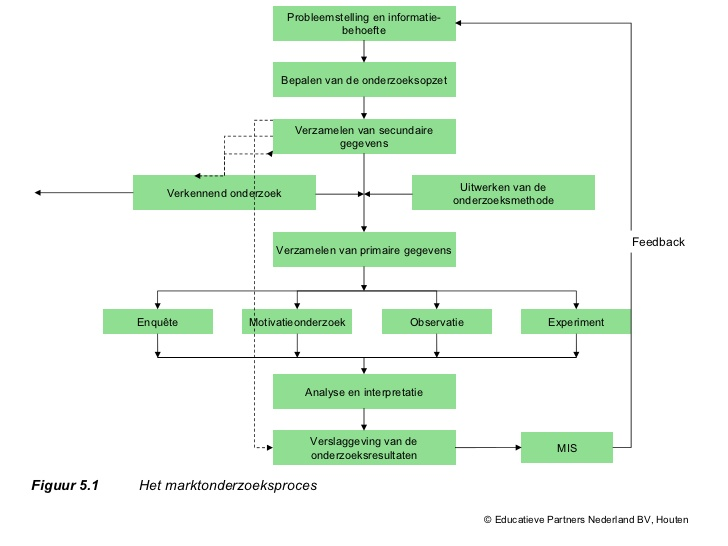 Probleemstelling en informatie-
behoefte
Bepalen van de onderzoeksopzet
Verzamelen van secundaire
gegevens
Verkennend onderzoek
Uitwerken van de
onderzoeksmethode
Feedback
Verzamelen van primaire gegevens
Enquête
Motivatieonderzoek
Observatie
Experiment
Analyse en interpretatie
Verslaggeving van de
onderzoeksresultaten
MIS
Figuur 5.1 Het marktonderzoeksproces
© Educatieve Partners Nederland BV, Houten